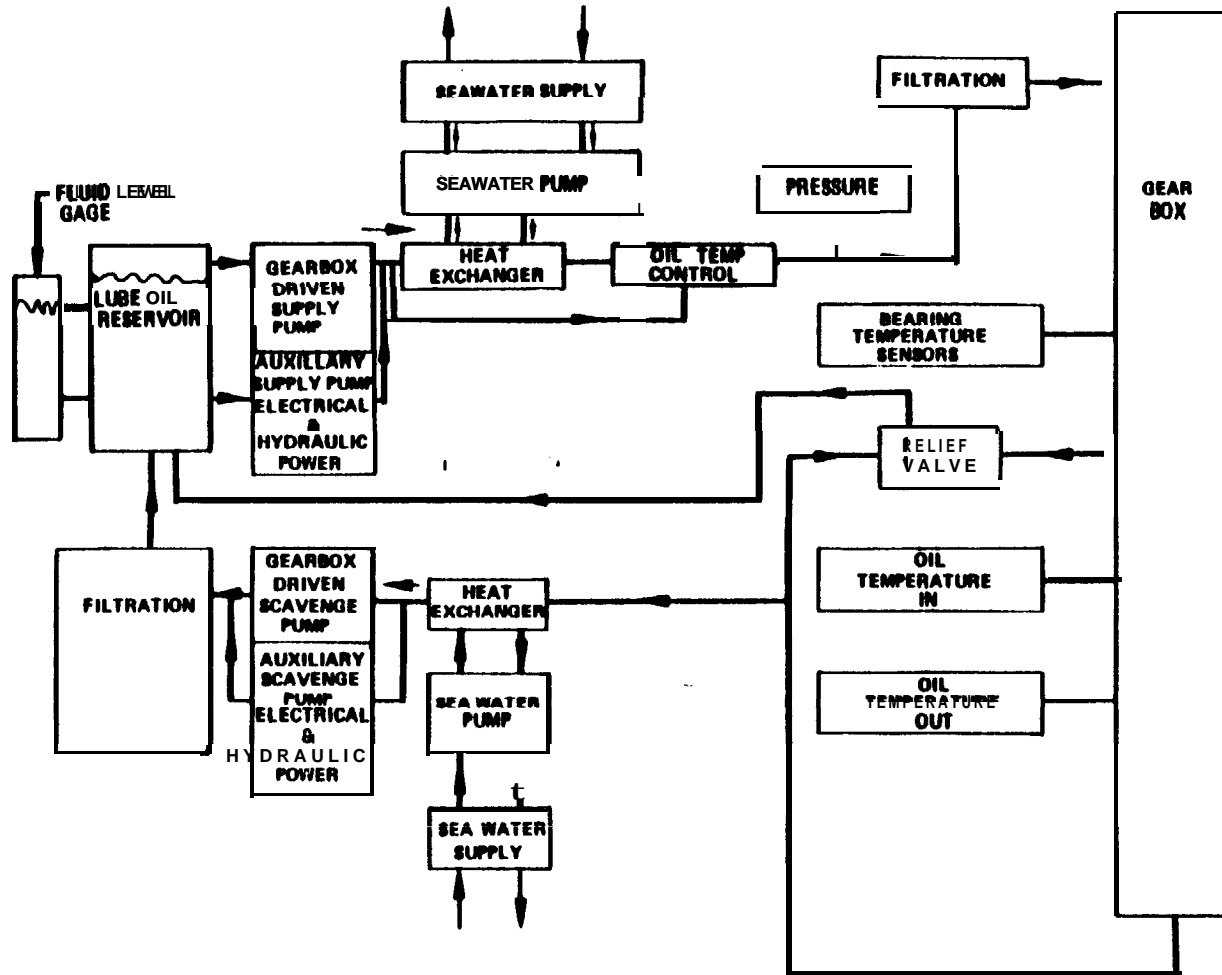 SEAWATER SUPPLY
FILTRATION
SEAWATER PUMP
PRESSURE
GEAR
BOX
FLUID LEVEL
GAGE
HEAT
EXCHANGER
OIL TEMP
CONTROL
GEARBOX
DRIVEN
SUPPLY
PUMP
LUBE OIL
RESERVOIR
BEARING
TEMPERATURE
SENSORS
AUXILLARY
SUPPLY PUMP
ELECTRICAL
&
HYDRAULIC
POWER
RELIEF
VALVE
FILTRATION
GEARBOX
DRIVEN
SCAVENGE
PUMP
HEAT
EXCHANGER
OIL
TEMPERATURE
IN
AUXILIARY
SCAVENGE
PUMP
ELECTRICAL
&
HYDRAULIC
POWER
SEA WATER
PUMP
OIL
TEMPERATURE
OUT
t
SEA WATER
SUPPLY